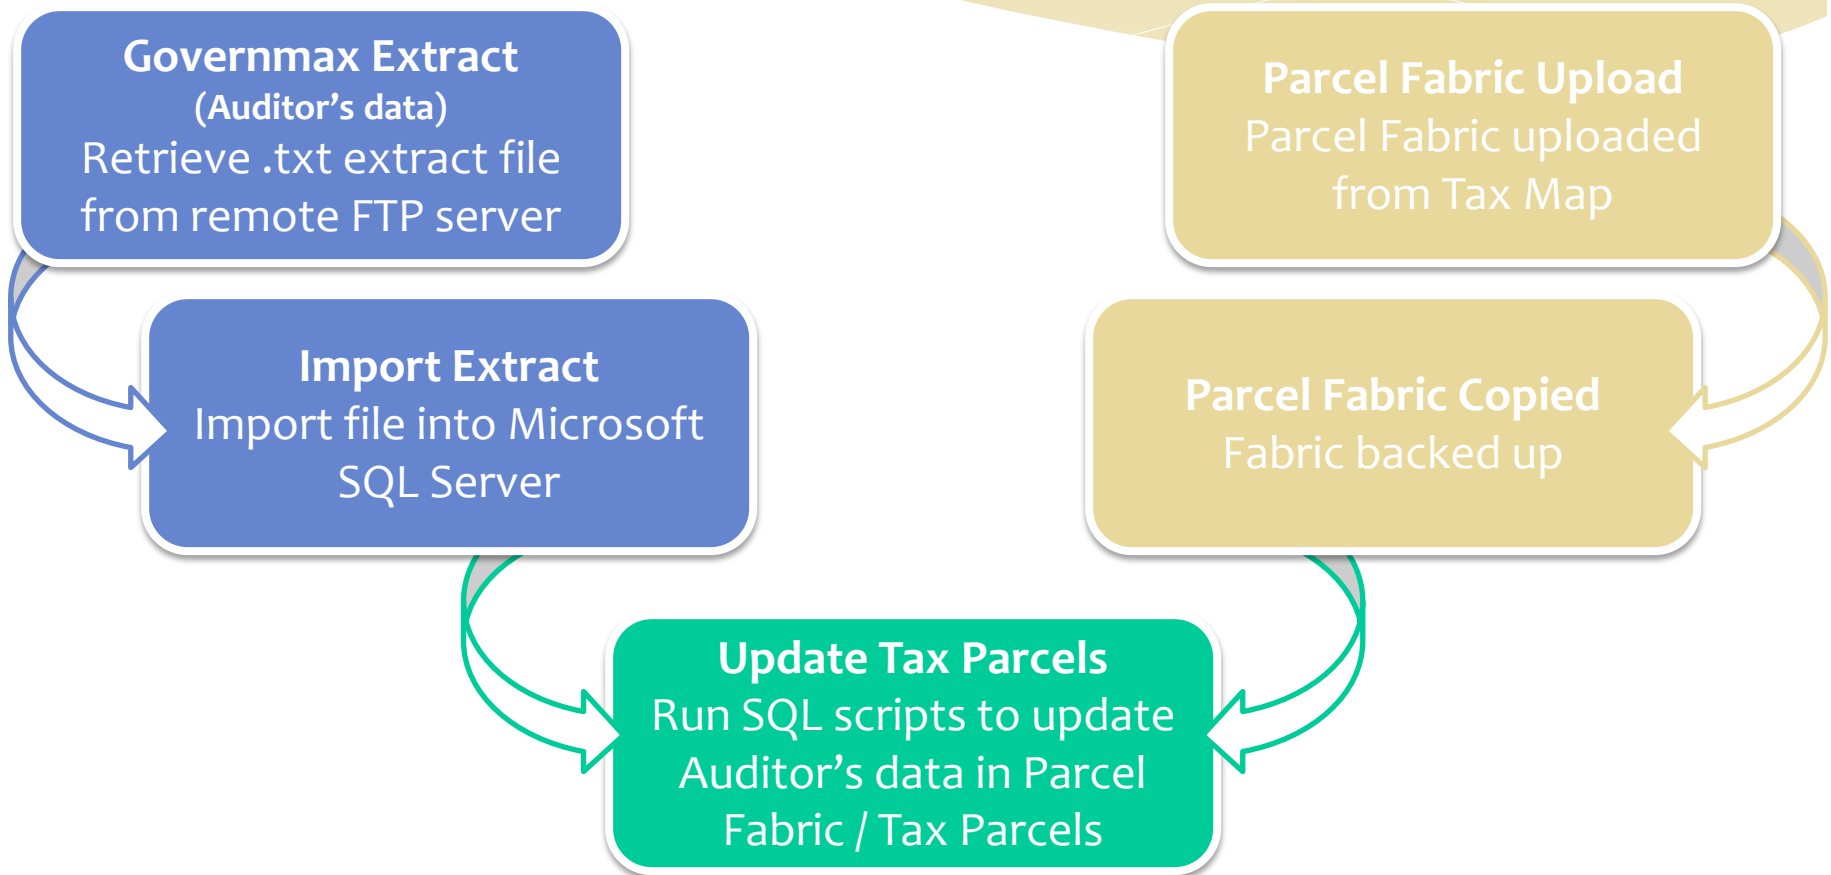 Governmax Extract
(Auditor’s data)
Retrieve .txt extract file
from remote FTP server
Import Extract
Import file into Microsoft
SQL Server
Parcel Fabric Upload
Parcel Fabric uploaded
from Tax Map
Parcel Fabric Copied
Fabric backed up
Update Tax Parcels
Run SQL scripts to update
Auditor’s data in Parcel
Fabric / Tax Parcels